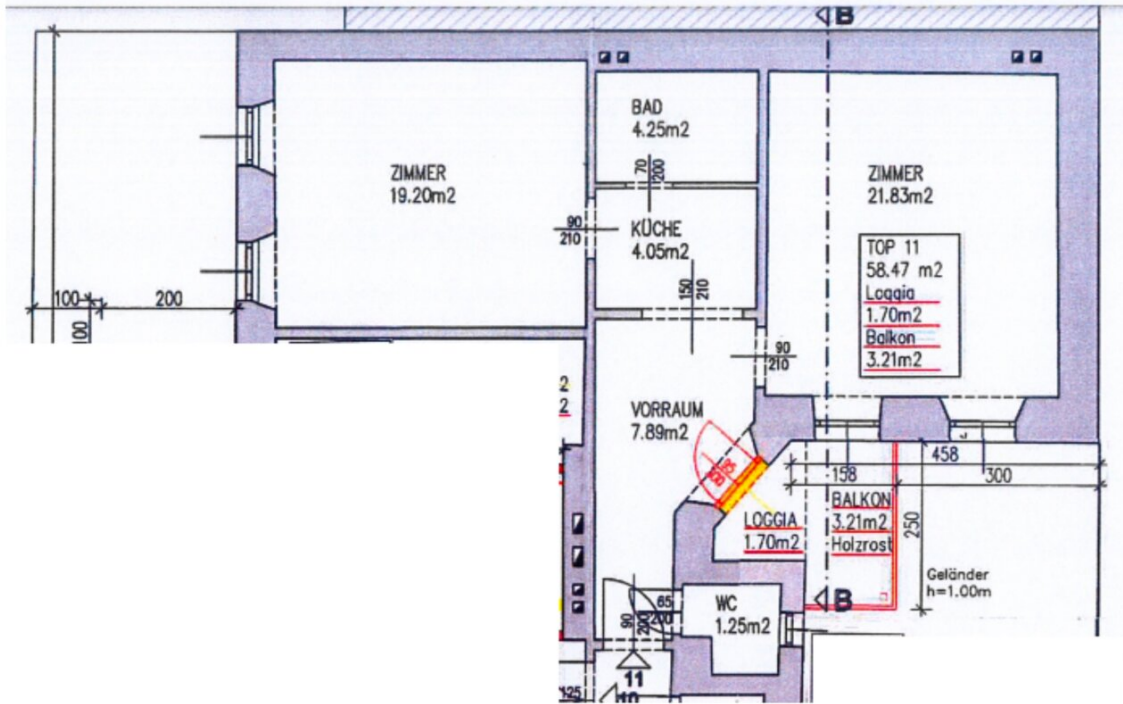 B
BAD
4.25m2
ZIMMER
19.20m2
70
200
ZIMMER
21.83m2
90
210
KÜCHE
4.05m2
TOP 11
58.47 m2
Loggia
1.70m2
Balkon
3.21m2
150
210
100
200
100
90
210
2
2
VORRAUM
7.89m2
458
158
300
BALKON
3.21m2
Holzrost
LOGGIA
1.70m2
250
Geländer
h=1.00m
B
65
200
90
200
WC
1.25m2
11
10
125